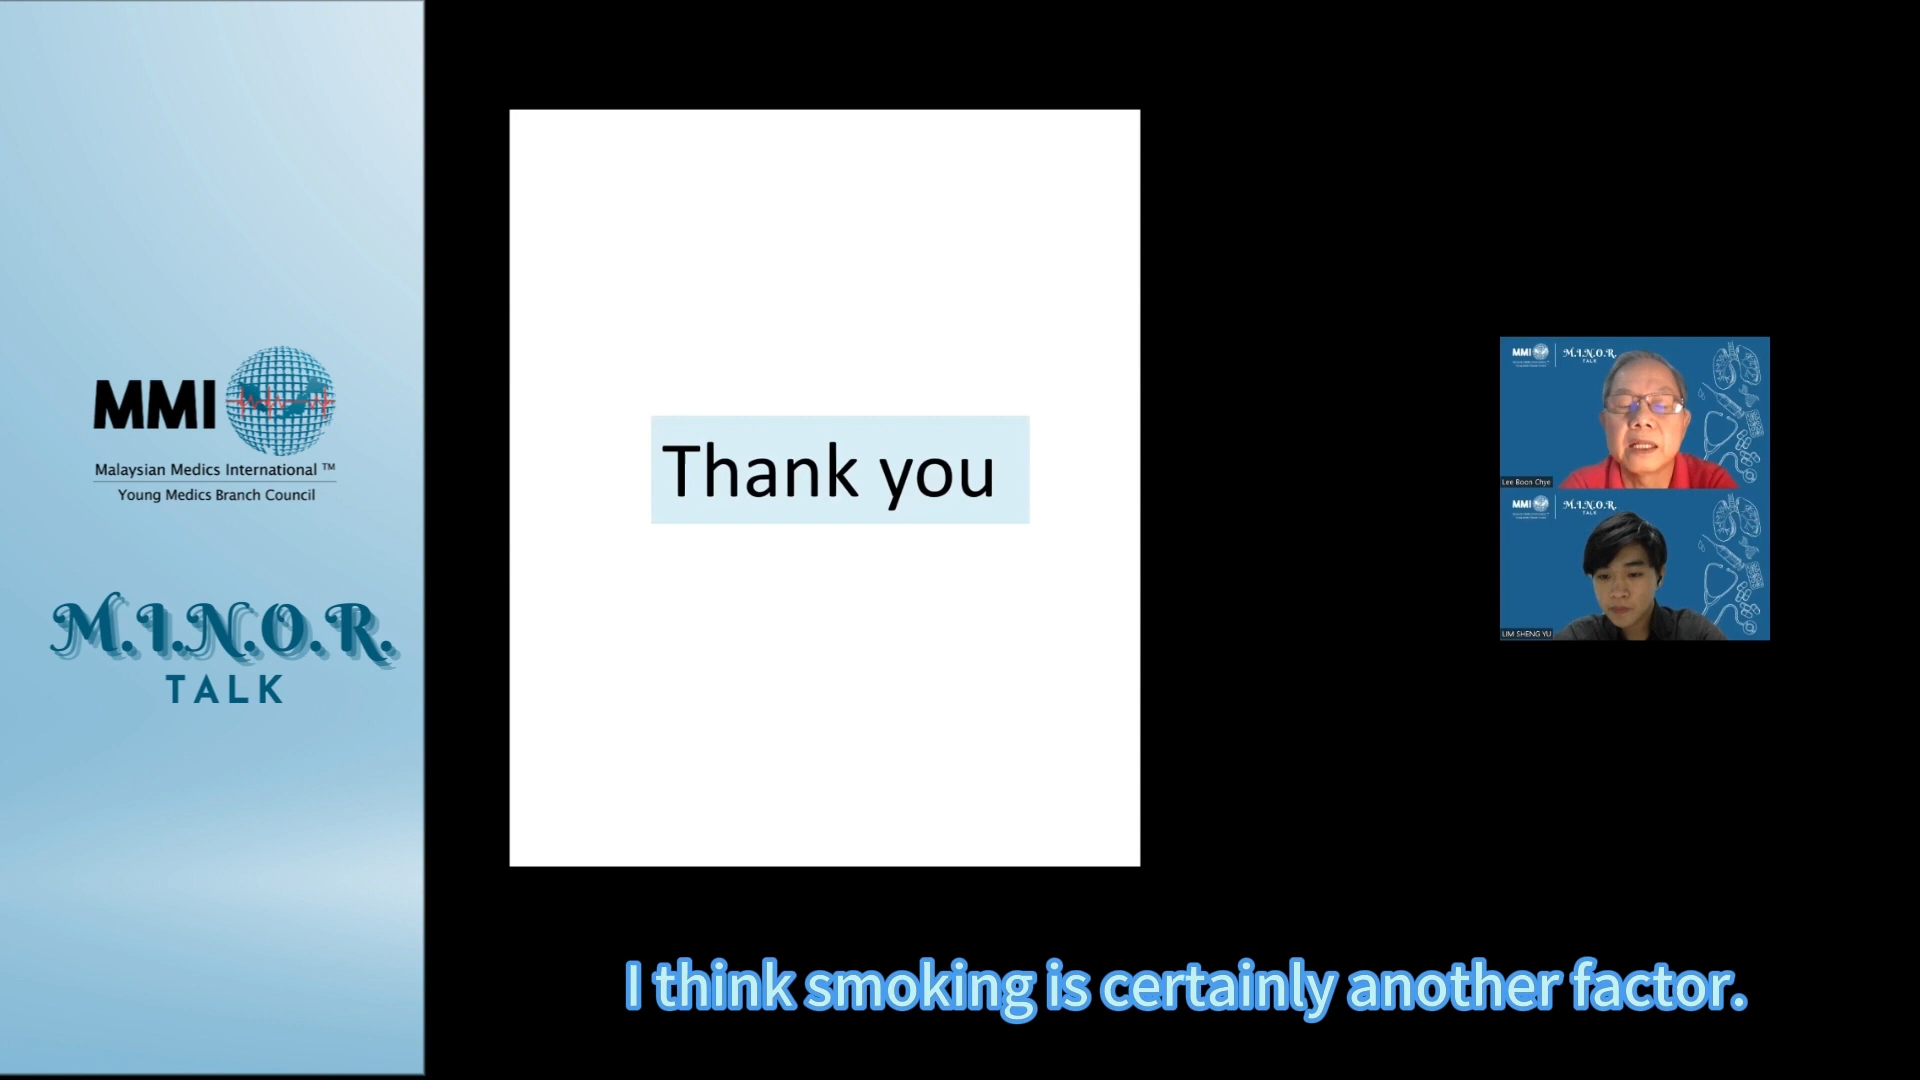 MMI
Malaysian Medics International ™
Young Medics Branch Council
M.I.N.O.R.
TALK
Thank you
MMI
M.I.N.O.R.
TALK
Lee Boon Chye
MMI
M.I.N.O.R.
TALK
LIM SHENG YU
I think smoking is certainly another factor.